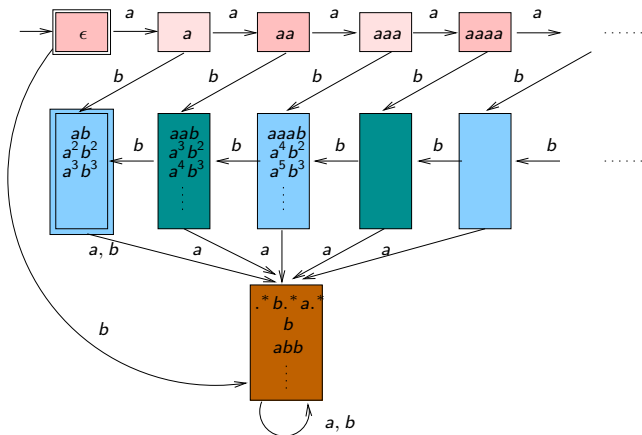 a a a a a
ϵ a aa aaa aaaa ......
b b b b b
ab aab aaab
a²b² a³b² a⁴b²
a³b³ a⁴b³ a⁵b³
b b b b b ......
a, b a a a a
.*b.*a.*
b
abb
b
a, b